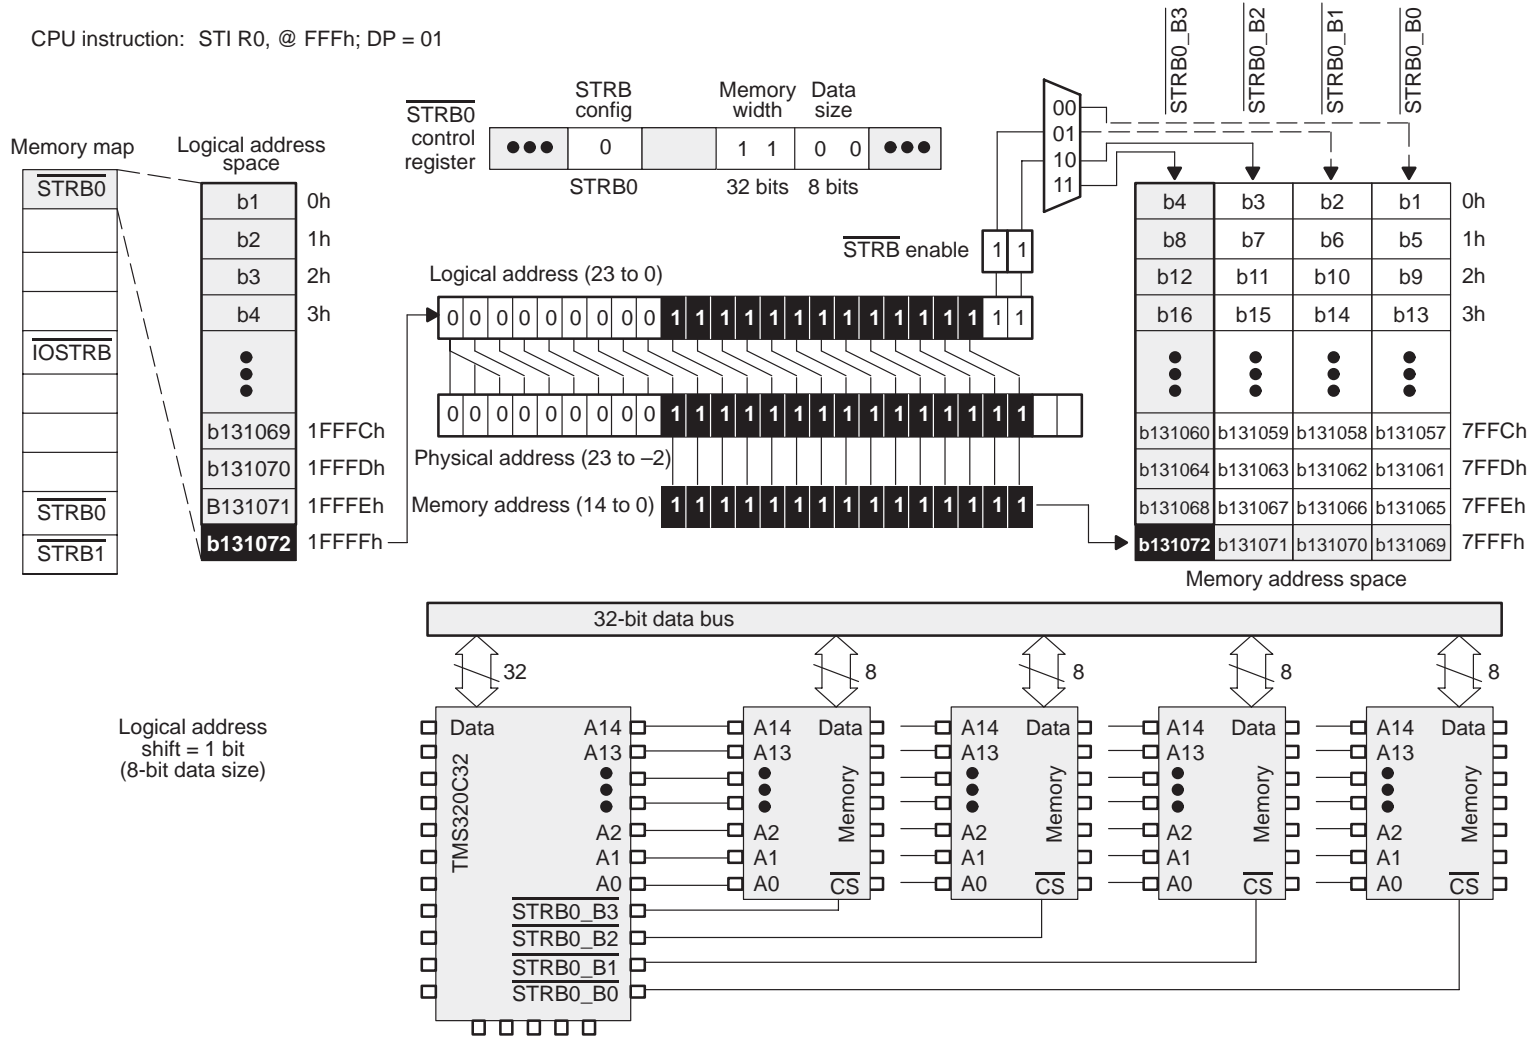 CPU instruction: STI R0, @ FFFh; DP = 01
STRB0_B3
STRB0_B2
STRB0_B1
STRB0_B0
STRB0
control
register
STRB
config
Memory
width
Data
size
●●● 0 1 1 0 0 ●●●
STRB0 32 bits 8 bits
00
01
10
11
Memory map
STRB0
IOSTRB
STRB0
STRB1
Logical address
space
b1 0h
b2 1h
b3 2h
b4 3h
b131069 1FFFCh
b131070 1FFFDh
B131071 1FFFEh
b131072 1FFFFh
STRB enable 1 1
Logical address (23 to 0)
0 0 0 0 0 0 0 0 0 1 1 1 1 1 1 1 1 1 1 1 1 1 1 1
0 0 0 0 0 0 0 0 0 1 1 1 1 1 1 1 1 1 1 1 1 1 1 1
Physical address (23 to –2)
Memory address (14 to 0) 1 1 1 1 1 1 1 1 1 1 1 1 1 1 1
b4 b3 b2 b1 0h
b8 b7 b6 b5 1h
b12 b11 b10 b9 2h
b16 b15 b14 b13 3h
b131060 b131059 b131058 b131057 7FFCh
b131064 b131063 b131062 b131061 7FFDh
b131068 b131067 b131066 b131065 7FFEh
b131072 b131071 b131070 b131069 7FFFh
Memory address space
32-bit data bus
32 8 8 8 8
Logical address
shift = 1 bit
(8-bit data size)
Data A14
A13
A2
A1
A0
TMS320C32
STRB0_B3
STRB0_B2
STRB0_B1
STRB0_B0
A14 Data
A13
A2
A1
A0 CS
Memory
A14 Data
A13
A2
A1
A0 CS
Memory
A14 Data
A13
A2
A1
A0 CS
Memory
A14 Data
A13
A2
A1
A0 CS
Memory